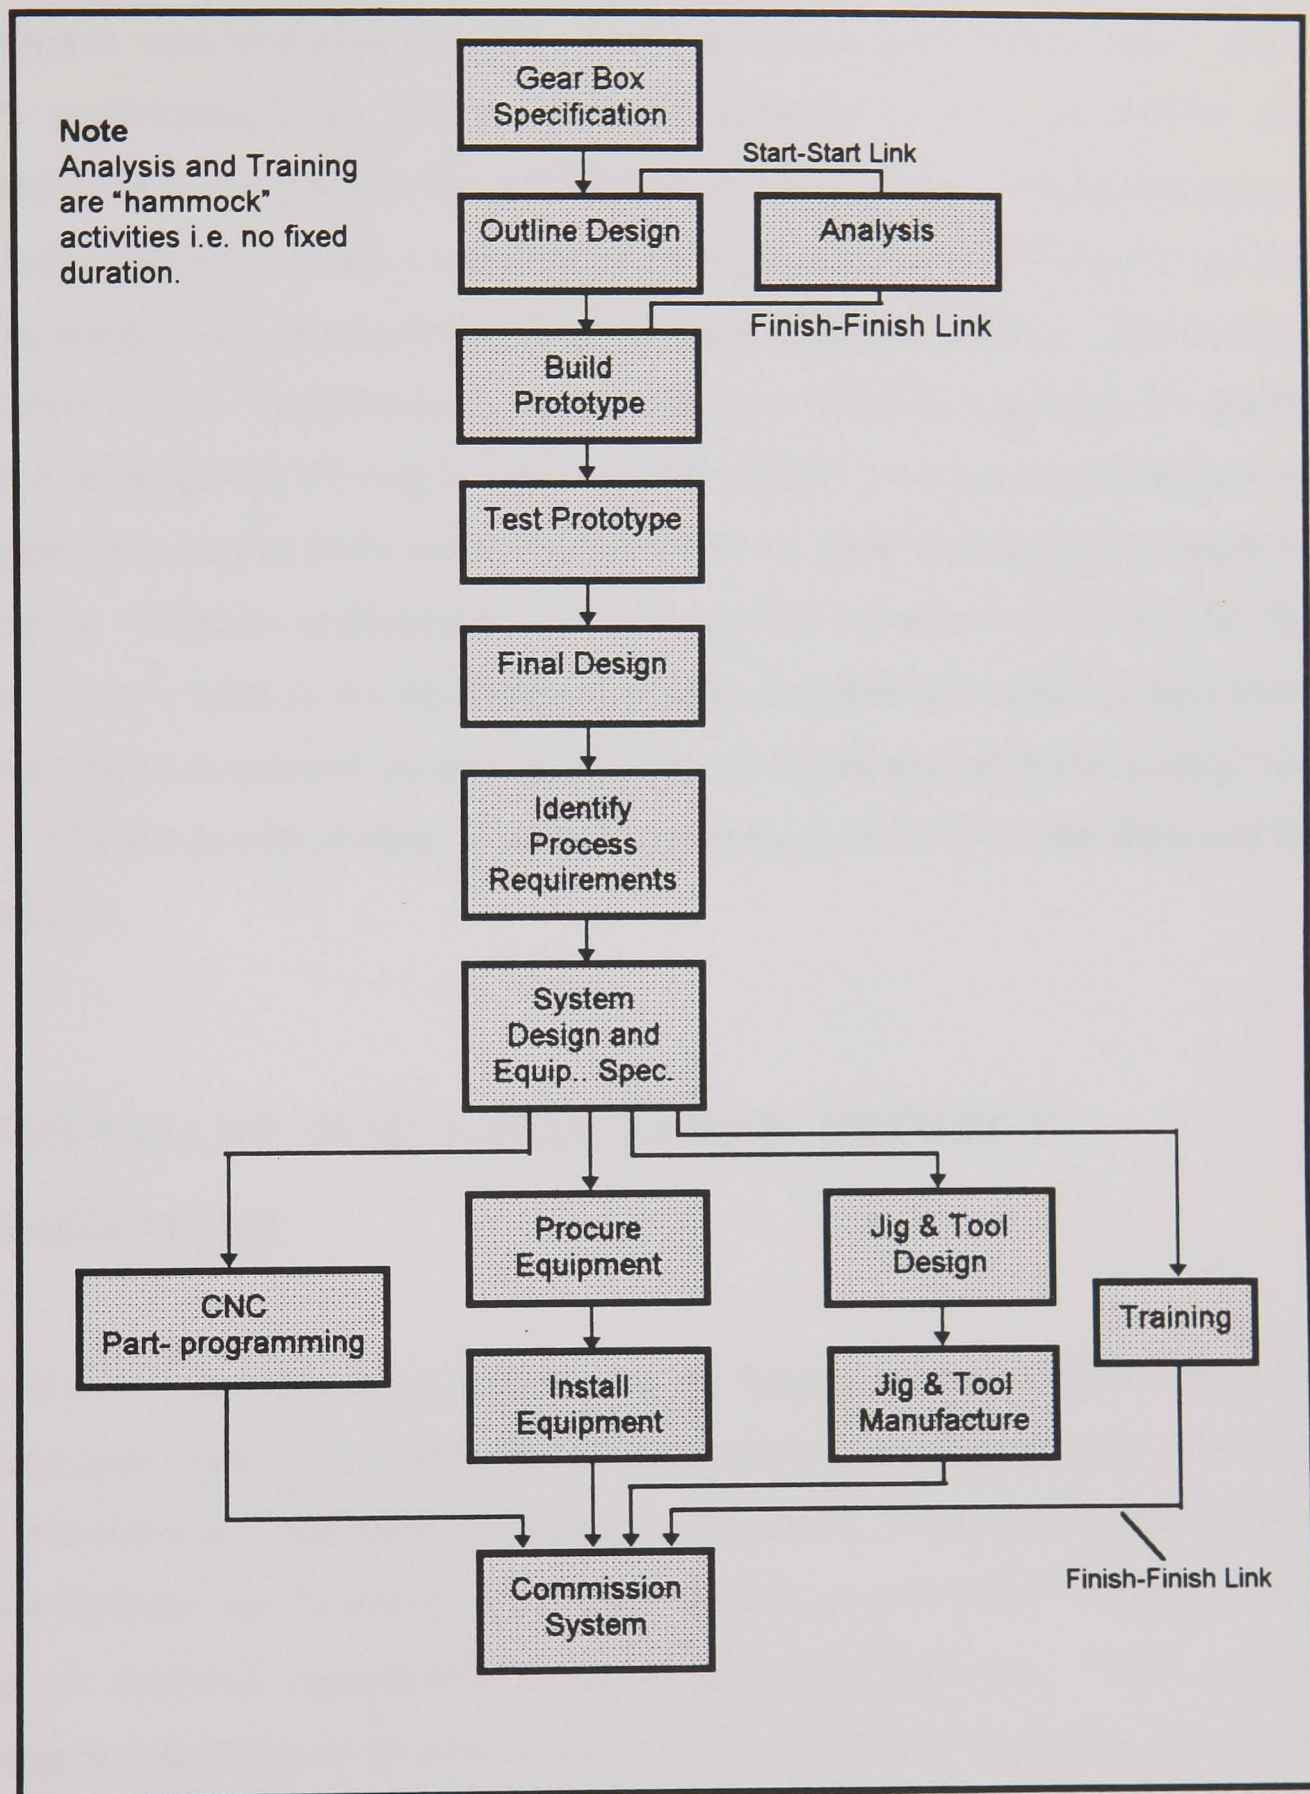 Gear Box
Specification
Note
Analysis and Training
are "hammock"
activities i.e. no fixed
duration.
Start-Start Link
Outline Design
Analysis
Finish-Finish Link
Build
Prototype
Test Prototype
Final Design
Identify
Process
Requirements
System
Design and
Equip.. Spec.
CNC
Part- programming
Procure
Equipment
Jig & Tool
Design
Training
Install
Equipment
Jig & Tool
Manufacture
Commission
System
Finish-Finish Link